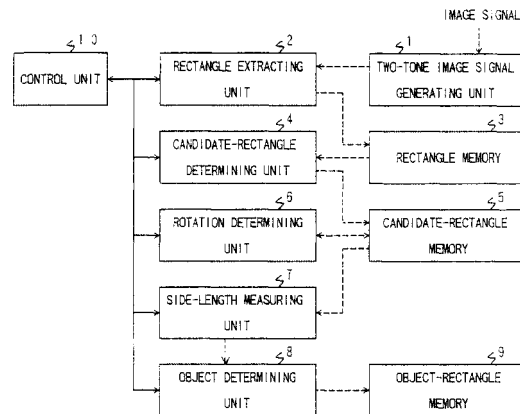 IMAGE SIGNAL
10
CONTROL UNIT
2
RECTANGLE EXTRACTING
UNIT
1
TWO-TONE IMAGE SIGNAL
GENERATING UNIT
4
CANDIDATE-RECTANGLE
DETERMINING UNIT
3
RECTANGLE MEMORY
6
ROTATION DETERMINING
UNIT
5
CANDIDATE-RECTANGLE
MEMORY
7
SIDE-LENGTH MEASURING
UNIT
8
OBJECT DETERMINING
UNIT
9
OBJECT-RECTANGLE
MEMORY